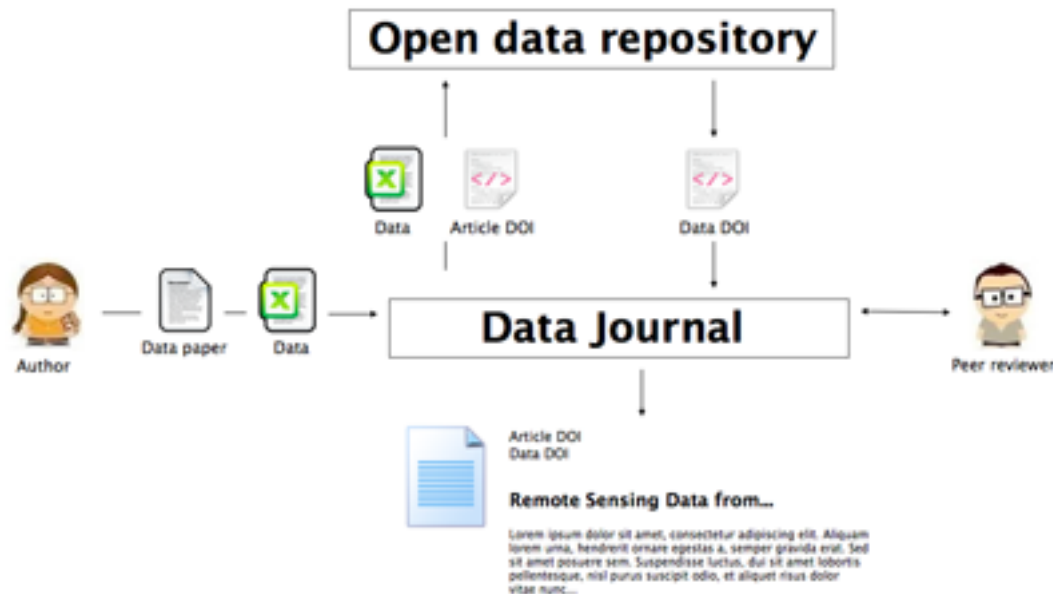 Open data repository
Data
Article DOI
Data DOI
Data Journal
Author
Data paper
Data
Peer reviewer
Article DOI
Data DOI
Remote Sensing Data from...
Lorem ipsum dolor sit amet, consectetur adipiscing elit. Aliquam
lorem urna, hendrerit ornare egestas a, semper gravida erat. Sed
sit amet posuere sem. Suspendisse luctus, dui sit amet lobortis
pellentesque, nisl purus suscipit odio, et aliquet risus dolor
vitae nunc...